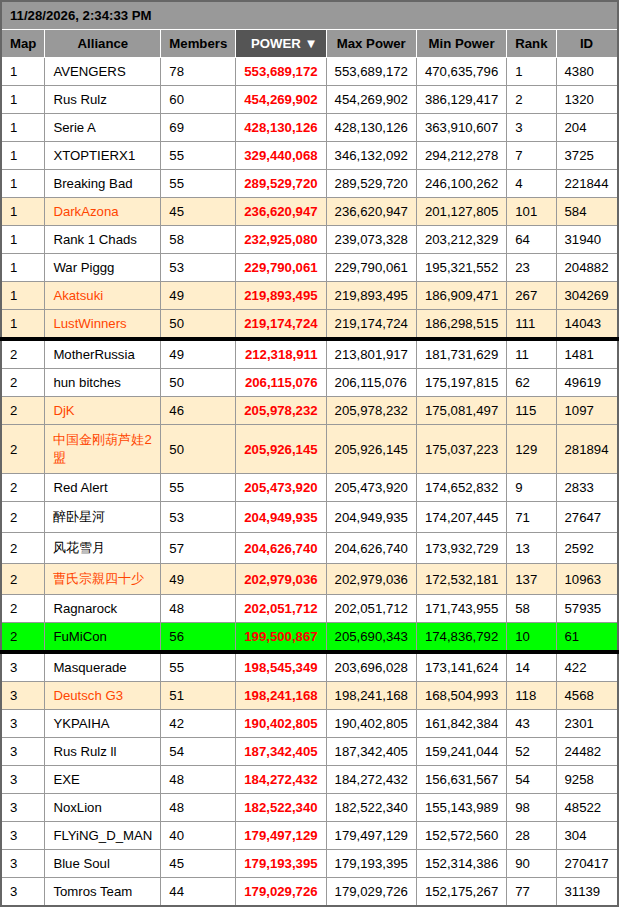 11/28/2026, 2:34:33 PM
Map Alliance Members POWER ▼ Max Power Min Power Rank ID
1 AVENGERS 78 553,689,172 553,689,172 470,635,796 1 4380
1 Rus Rulz 60 454,269,902 454,269,902 386,129,417 2 1320
1 Serie A 69 428,130,126 428,130,126 363,910,607 3 204
1 XTOPTIERX1 55 329,440,068 346,132,092 294,212,278 7 3725
1 Breaking Bad 55 289,529,720 289,529,720 246,100,262 4 221844
1 DarkAzona 45 236,620,947 236,620,947 201,127,805 101 584
1 Rank 1 Chads 58 232,925,080 239,073,328 203,212,329 64 31940
1 War Piggg 53 229,790,061 229,790,061 195,321,552 23 204882
1 Akatsuki 49 219,893,495 219,893,495 186,909,471 267 304269
1 LustWinners 50 219,174,724 219,174,724 186,298,515 111 14043
2 MotherRussia 49 212,318,911 213,801,917 181,731,629 11 1481
2 hun bitches 50 206,115,076 206,115,076 175,197,815 62 49619
2 DjK 46 205,978,232 205,978,232 175,081,497 115 1097
2 中国金刚葫芦娃2盟 50 205,926,145 205,926,145 175,037,223 129 281894
2 Red Alert 55 205,473,920 205,473,920 174,652,832 9 2833
2 醉卧星河 53 204,949,935 204,949,935 174,207,445 71 27647
2 风花雪月 57 204,626,740 204,626,740 173,932,729 13 2592
2 曹氏宗親四十少 49 202,979,036 202,979,036 172,532,181 137 10963
2 Ragnarock 48 202,051,712 202,051,712 171,743,955 58 57935
2 FuMiCon 56 199,500,867 205,690,343 174,836,792 10 61
3 Masquerade 55 198,545,349 203,696,028 173,141,624 14 422
3 Deutsch G3 51 198,241,168 198,241,168 168,504,993 118 4568
3 YKPAIHA 42 190,402,805 190,402,805 161,842,384 43 2301
3 Rus Rulz ll 54 187,342,405 187,342,405 159,241,044 52 24482
3 EXE 48 184,272,432 184,272,432 156,631,567 54 9258
3 NoxLion 48 182,522,340 182,522,340 155,143,989 98 48522
3 FLYiNG_D_MAN 40 179,497,129 179,497,129 152,572,560 28 304
3 Blue Soul 45 179,193,395 179,193,395 152,314,386 90 270417
3 Tomros Team 44 179,029,726 179,029,726 152,175,267 77 31139